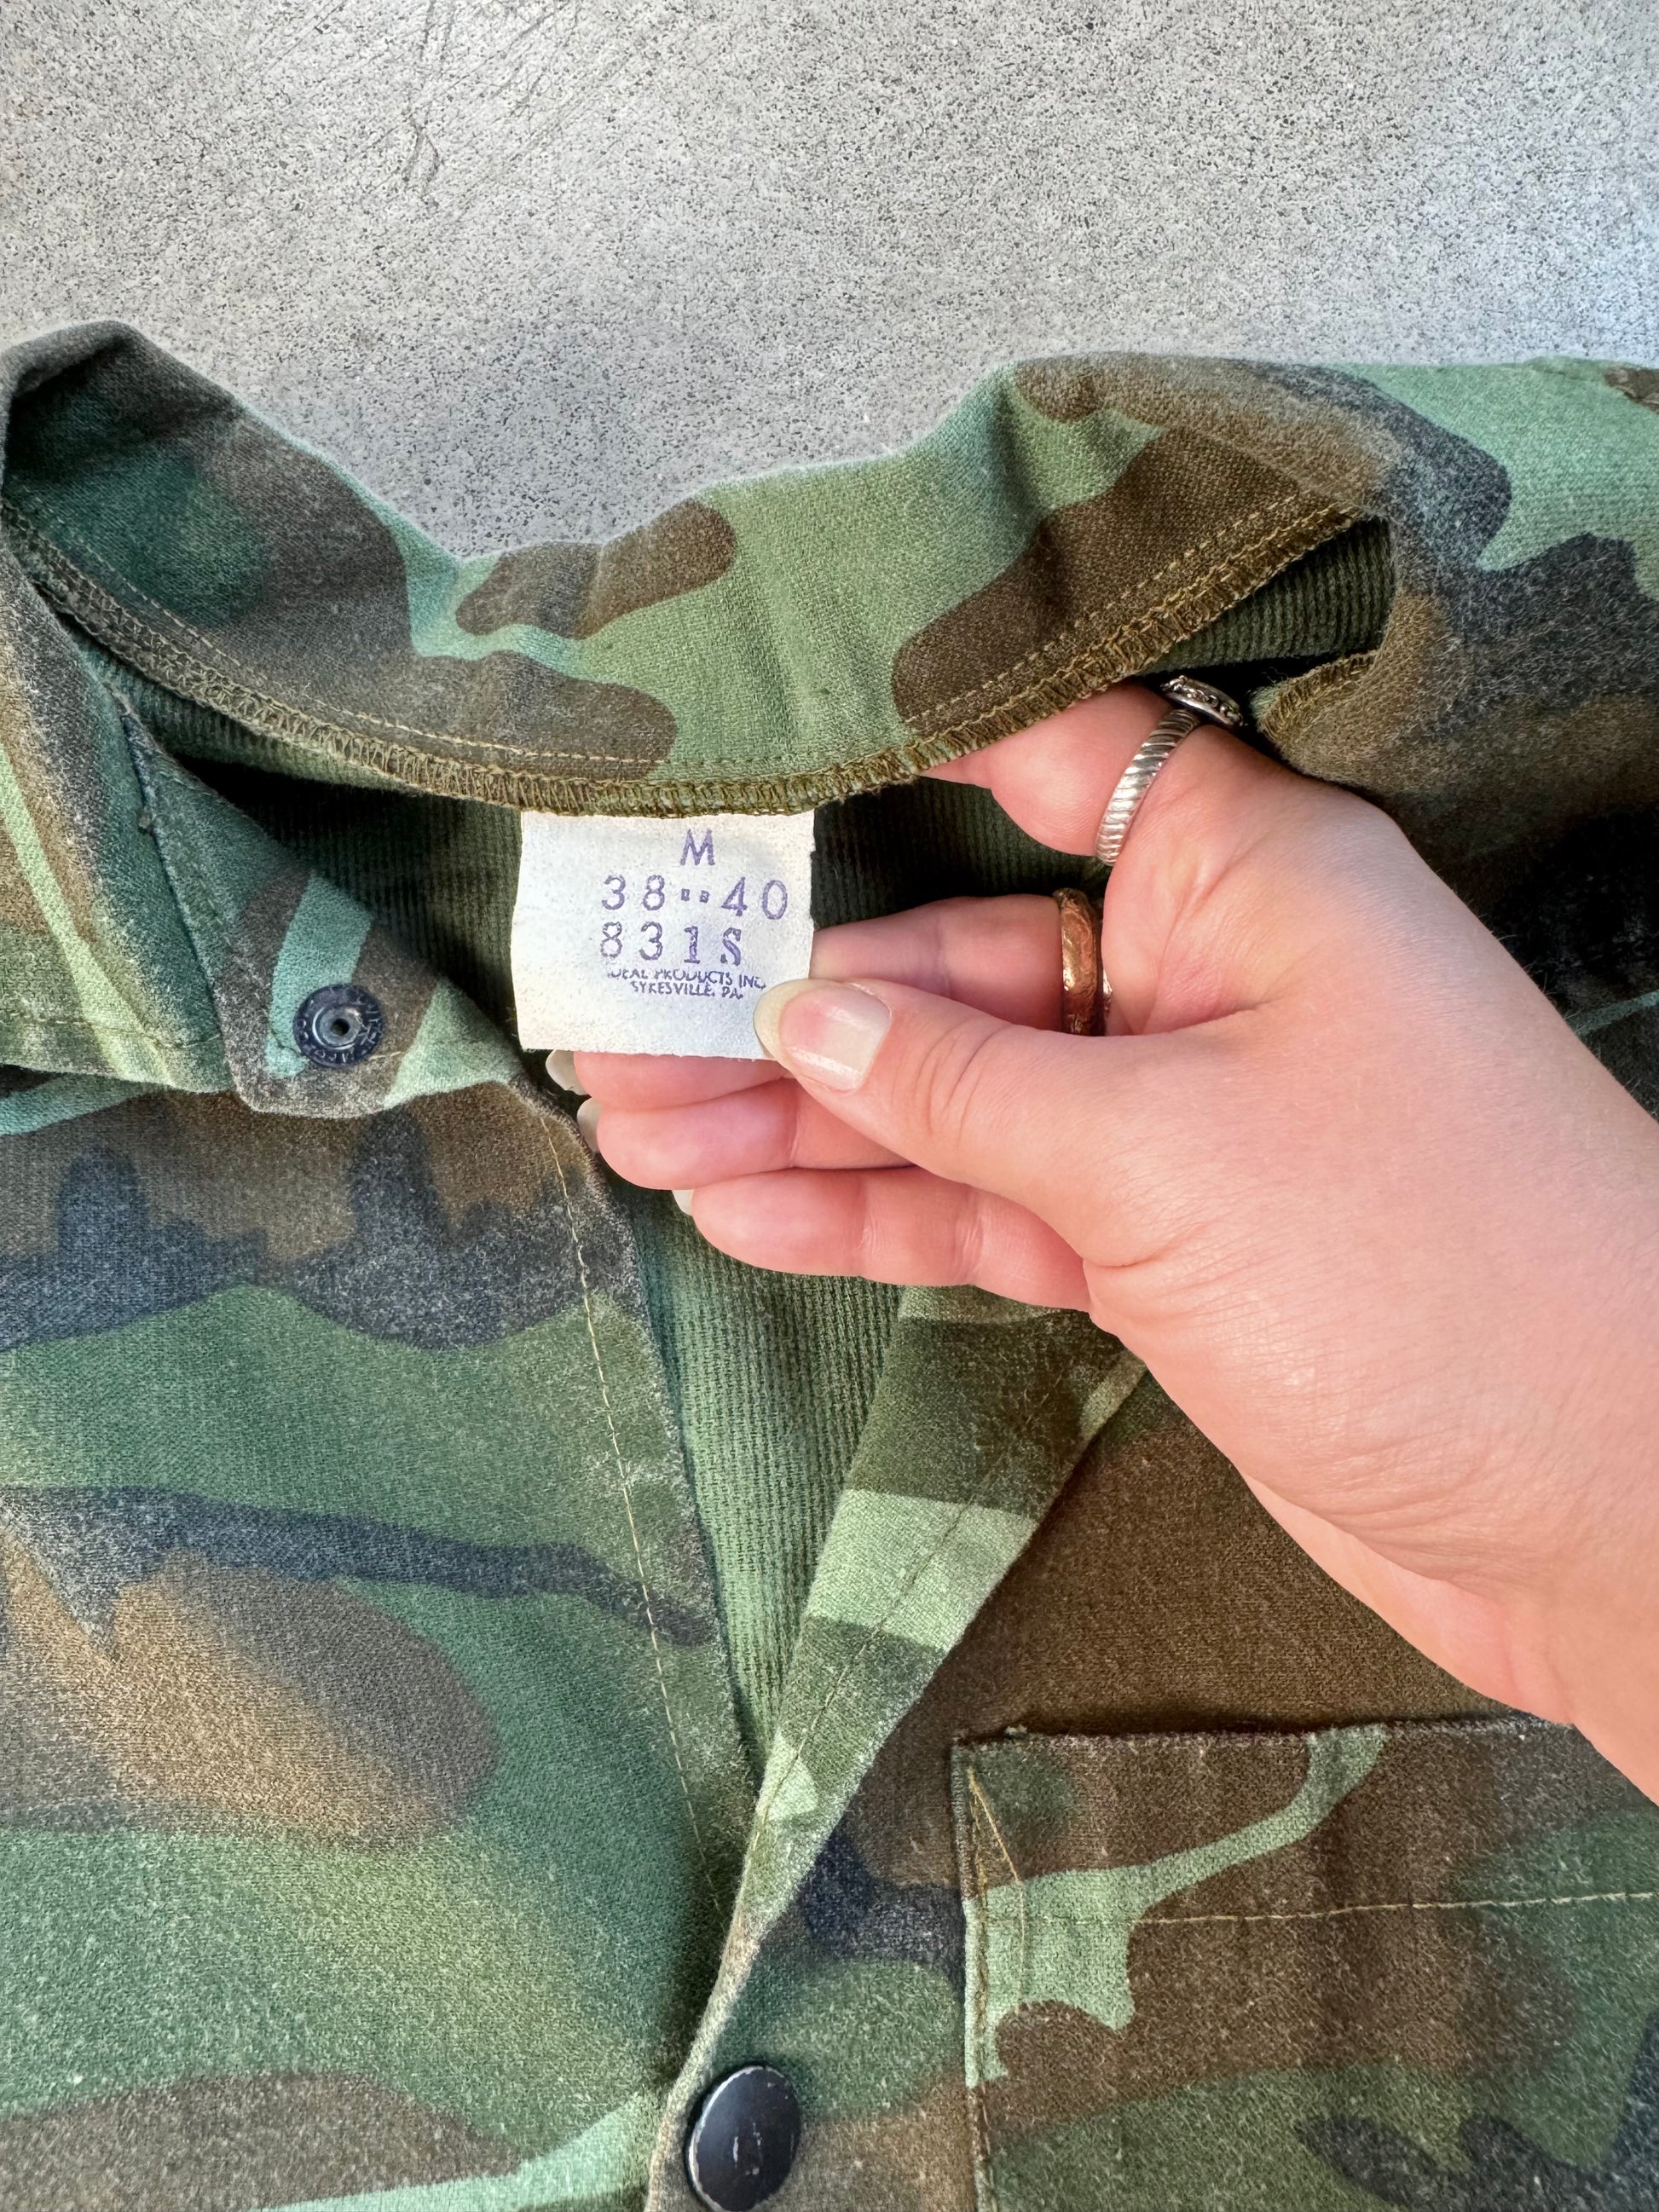 M
38--40
831S
IDEAL PRODUCTS INC.
SYKESVILLE, PA.